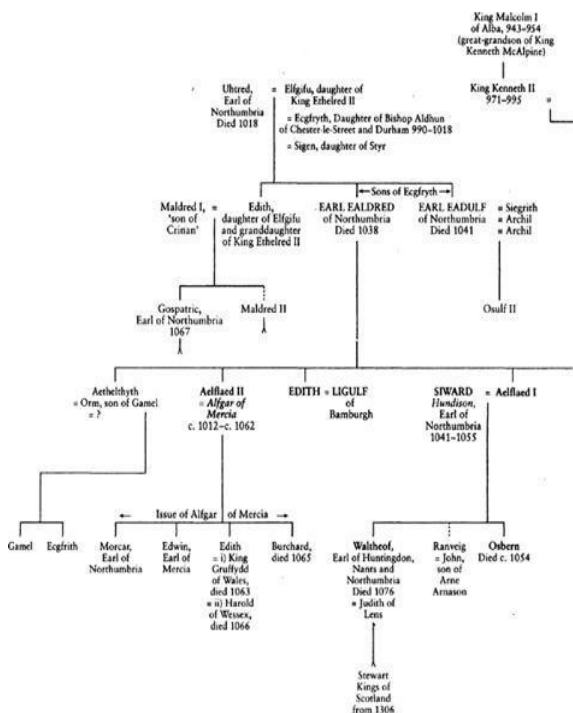 King Malcolm I
of Alba, 943–954
(great-grandson of King
Kenneth McAlpine)
King Kenneth II
971–995
=
Uhtred,
Earl of
Northumbria
Died 1018
= Elfgifu, daughter of
King Ethelred II
= Ecgfryth, Daughter of Bishop Aldhun
of Chester-le-Street and Durham 990–1018
= Sigen, daughter of Styr
Sons of Ecgfryth
Maldred I, =
'son of
Crinan'
Edith,
daughter of Elfgifu
and granddaughter
of King Ethelred II
EARL EALDRED
of Northumbria
Died 1038
EARL EADULF
of Northumbria
Died 1041
= Siegrith
= Archil
= Archil
Gospatric,
Earl of Northumbria
1067
Maldred II
Osulf II
Aethelthyth
= Orm, son of Gamel
= ?
Aelflaed II
= Alfgar of
Mercia
c. 1012–c. 1062
EDITH = LIGULF
of
Bamburgh
SIWARD = Aelflaed I
Hundison,
Earl of
Northumbria
1041–1055
Issue of Alfgar of Mercia
Gamel
Ecgfrith
Morcar,
Earl of
Northumbria
Edwin,
Earl of
Mercia
Edith
= i) King
Gruffydd
of Wales,
died 1063
= ii) Harold
of Wessex,
died 1066
Burchard,
died 1065
Waltheof,
Earl of Huntingdon,
Nants and
Northumbria
Died 1076
= Judith of
Lens
Ranveig
= John,
son of
Arne
Arnason
Osbern
Died c. 1054
Stewart
Kings of
Scotland
from 1306